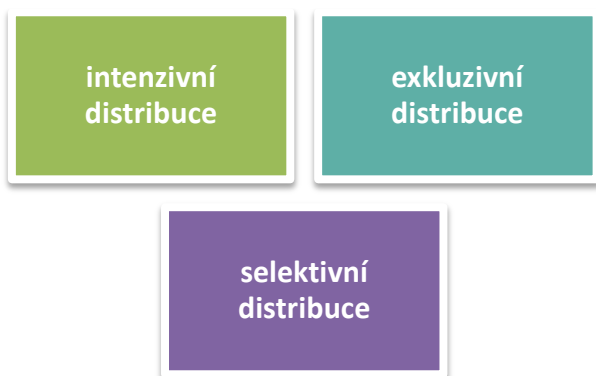 intenzivní
distribuce
exkluzivní
distribuce
selektivní
distribuce